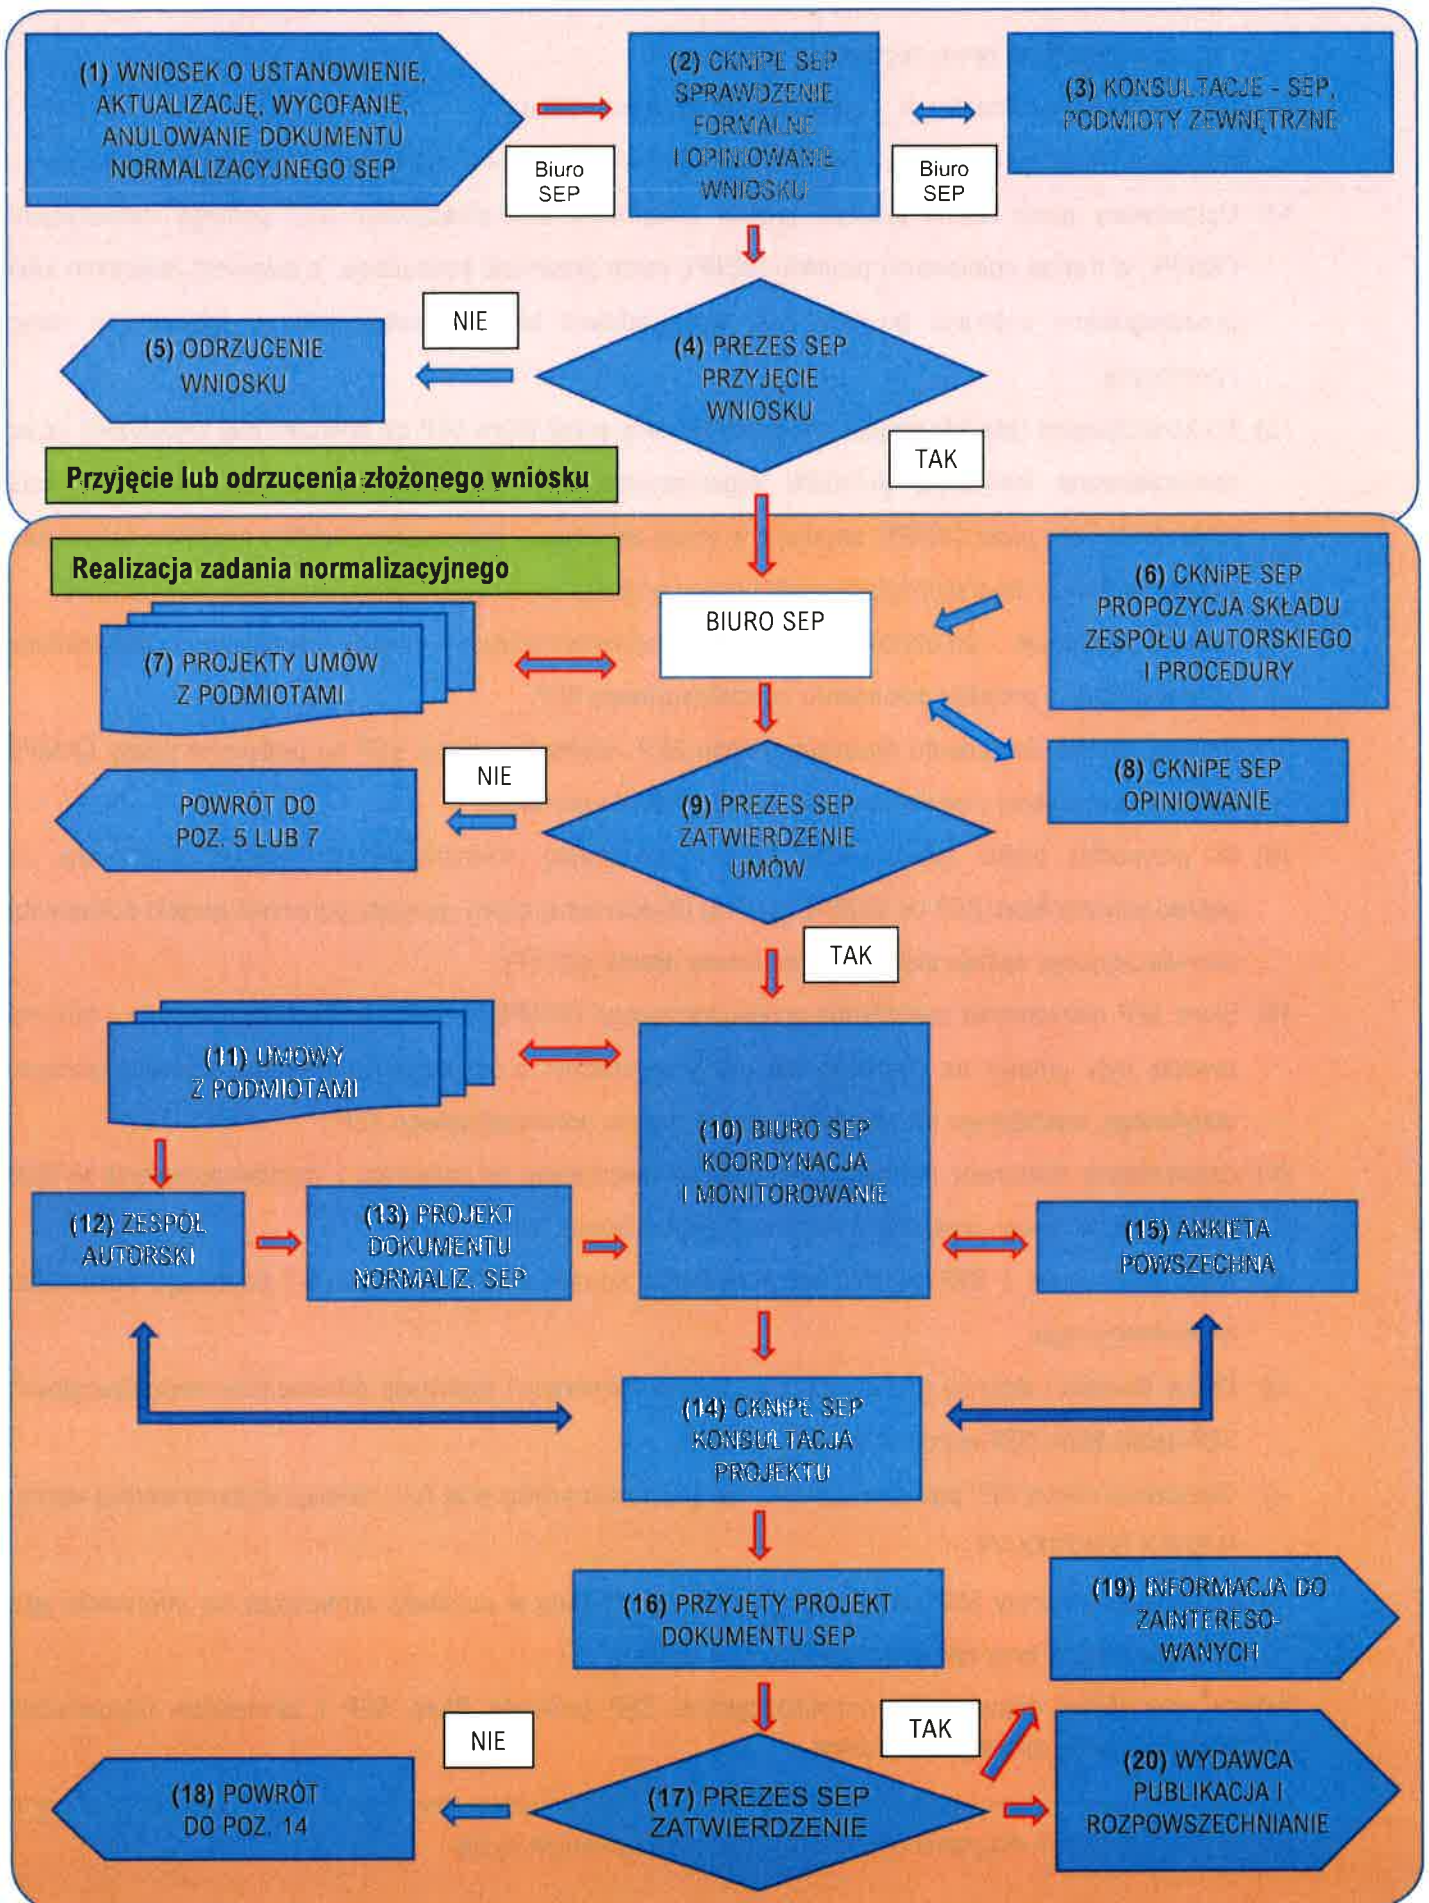 (1) WNIOSEK O USTANOWIENIE,
AKTUALIZACJĘ, WYCOFANIE,
ANULOWANIE DOKUMENTU
NORMALIZACYJNEGO SEP
Biuro
SEP
(2) CKNiPE SEP
SPRAWDZENIE
FORMALNE
I OPINIOWANIE
WNIOSKU
Biuro
SEP
(3) KONSULTACJE - SEP,
PODMIOTY ZEWNĘTRZNE
NIE
(5) ODRZUCENIE
WNIOSKU
(4) PREZES SEP
PRZYJĘCIE
WNIOSKU
TAK
Przyjęcie lub odrzucenia złożonego wniosku
Realizacja zadania normalizacyjnego
BIURO SEP
(6) CKNiPE SEP
PROPOZYCJA SKŁADU
ZESPOŁU AUTORSKIEGO
I PROCEDURY
(7) PROJEKTY UMÓW
Z PODMIOTAMI
(8) CKNiPE SEP
OPINIOWANIE
NIE
POWRÓT DO
POZ. 5 LUB 7
(9) PREZES SEP
ZATWIERDZENIE
UMÓW
TAK
(11) UMOWY
Z PODMIOTAMI
(10) BIURO SEP
KOORDYNACJA
I MONITOROWANIE
(12) ZESPÓŁ
AUTORSKI
(13) PROJEKT
DOKUMENTU
NORMALIZ. SEP
(15) ANKIETA
POWSZECHNA
(14) CKNiPE SEP
KONSULTACJA
PROJEKTU
(16) PRZYJĘTY PROJEKT
DOKUMENTU SEP
(19) INFORMACJA DO
ZAINTERESO-
WANYCH
NIE
TAK
(18) POWRÓT
DO POZ. 14
(17) PREZES SEP
ZATWIERDZENIE
(20) WYDAWCA
PUBLIKACJA I
ROZPOWSZECHNIANIE